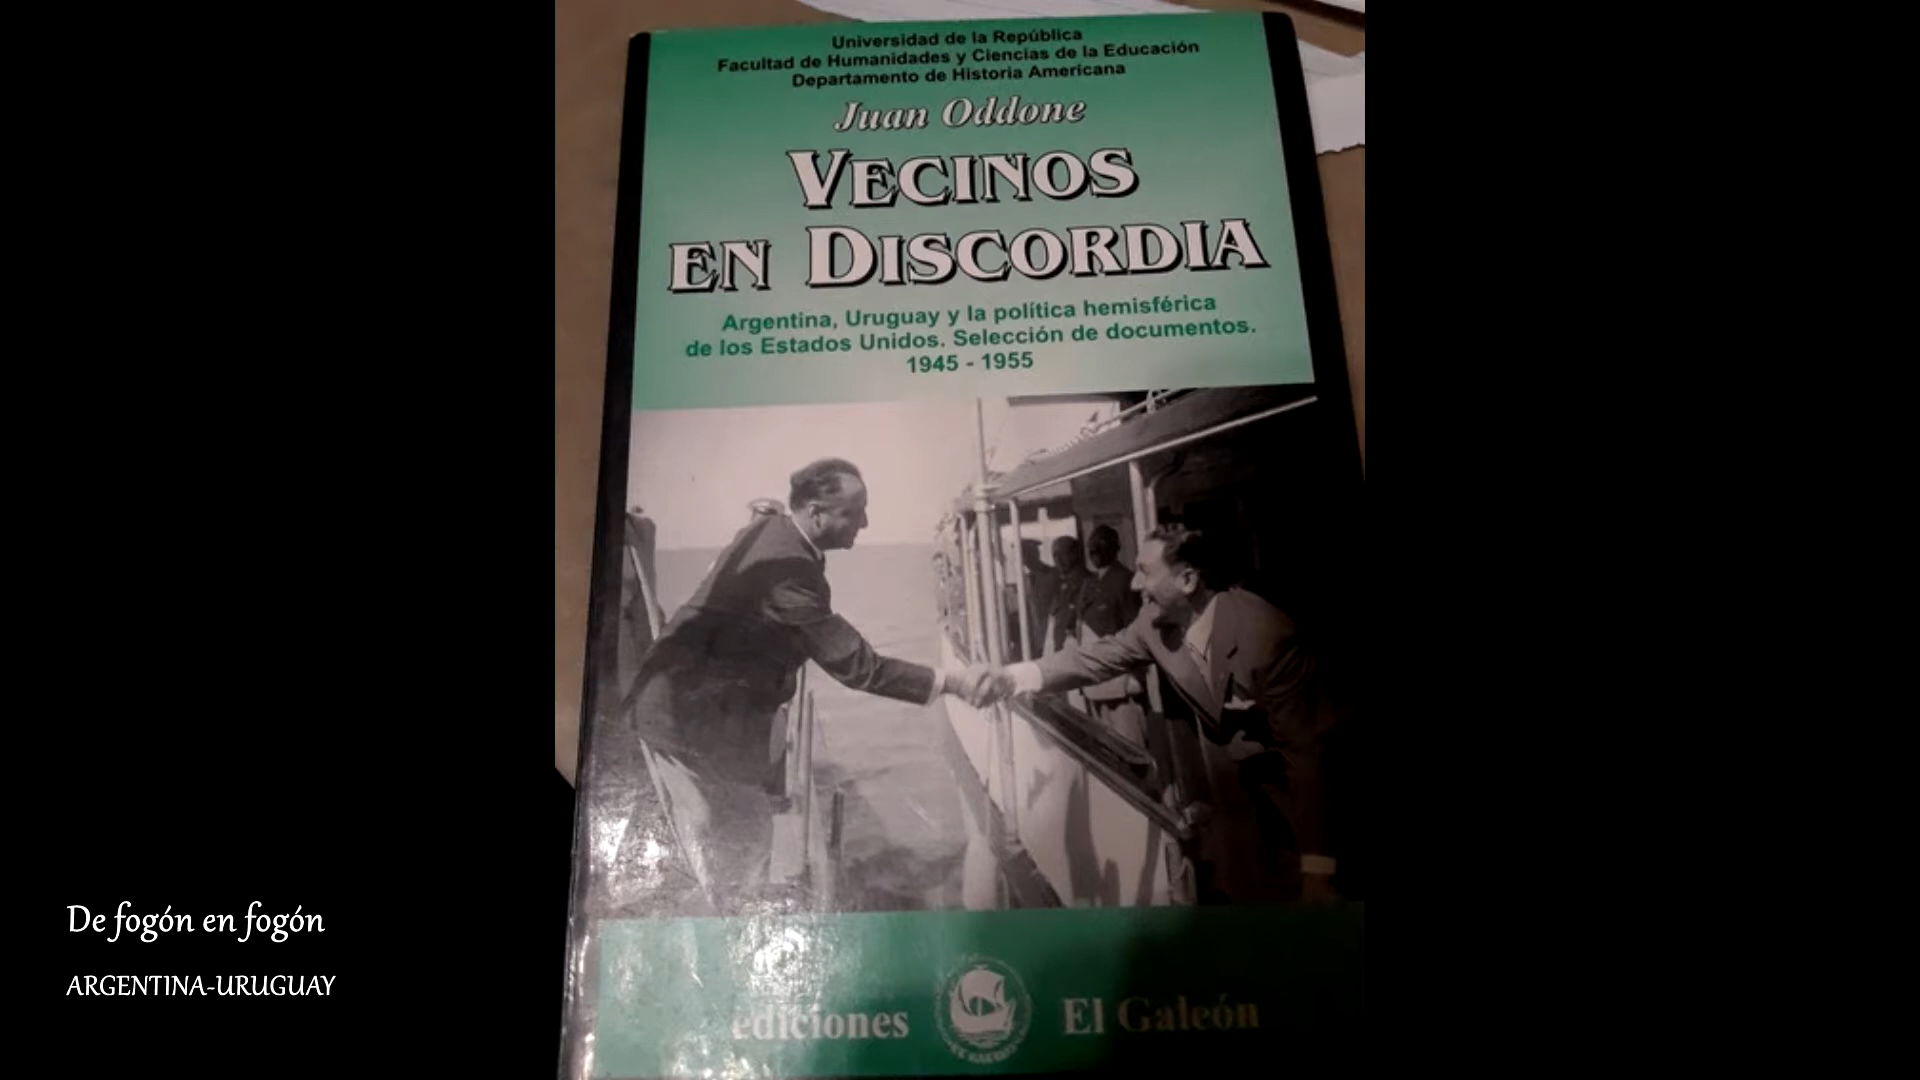 Universidad de la República
Facultad de Humanidades y Ciencias de la Educación
Departamento de Historia Americana
Juan Oddone
VECINOS
EN DISCORDIA
Argentina, Uruguay y la política hemisférica
de los Estados Unidos. Selección de documentos.
1945 - 1955
ediciones El Galeón
De fogón en fogón
ARGENTINA-URUGUAY